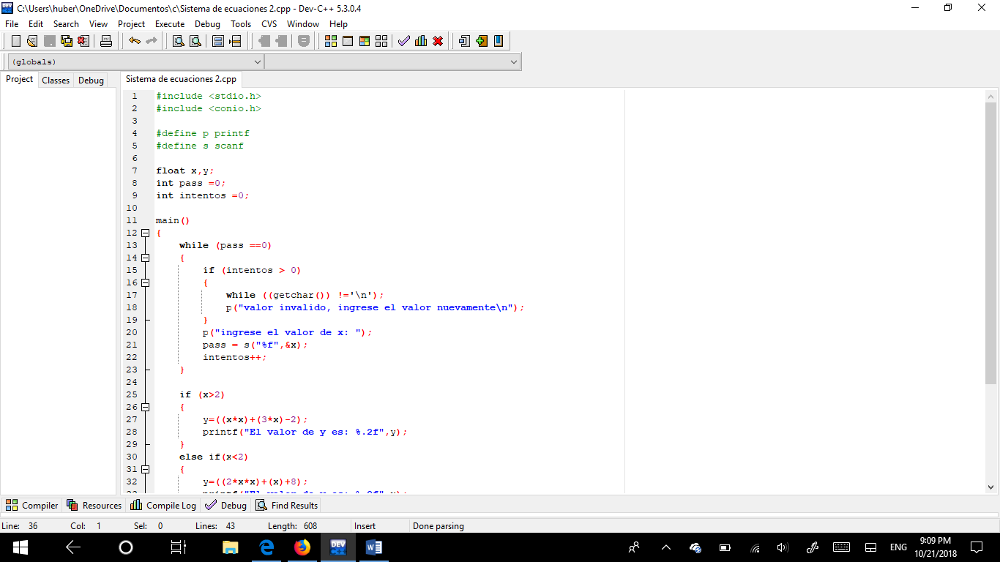 C:\Users\huber\OneDrive\Documentos\c\Sistema de ecuaciones 2.cpp - Dev-C++ 5.3.0.4
File Edit Search View Project Execute Debug Tools CVS Window Help
(globals)
Project Classes Debug
Sistema de ecuaciones 2.cpp
1 #include <stdio.h>
2 #include <conio.h>
3
4 #define p printf
5 #define s scanf
6
7 float x,y;
8 int pass =0;
9 int intentos =0;
10
11 main()
12 {
13 while (pass ==0)
14 {
15 if (intentos > 0)
16 {
17 while ((getchar()) !='\n');
18 p("valor invalido, ingrese el valor nuevamente\n");
19 }
20 p("ingrese el valor de x: ");
21 pass = s("%f",&x);
22 intentos++;
23 }
24
25 if (x>2)
26 {
27 y=((x*x)+(3*x)-2);
28 printf("El valor de y es: %.2f",y);
29 }
30 else if(x<2)
31 {
32 y=((2*x*x)+(x)+8);
Compiler Resources Compile Log Debug Find Results
Line: 36 Col: 1 Sel: 0 Lines: 43 Length: 608 Insert Done parsing
DEV
ENG
9:09 PM
10/21/2018